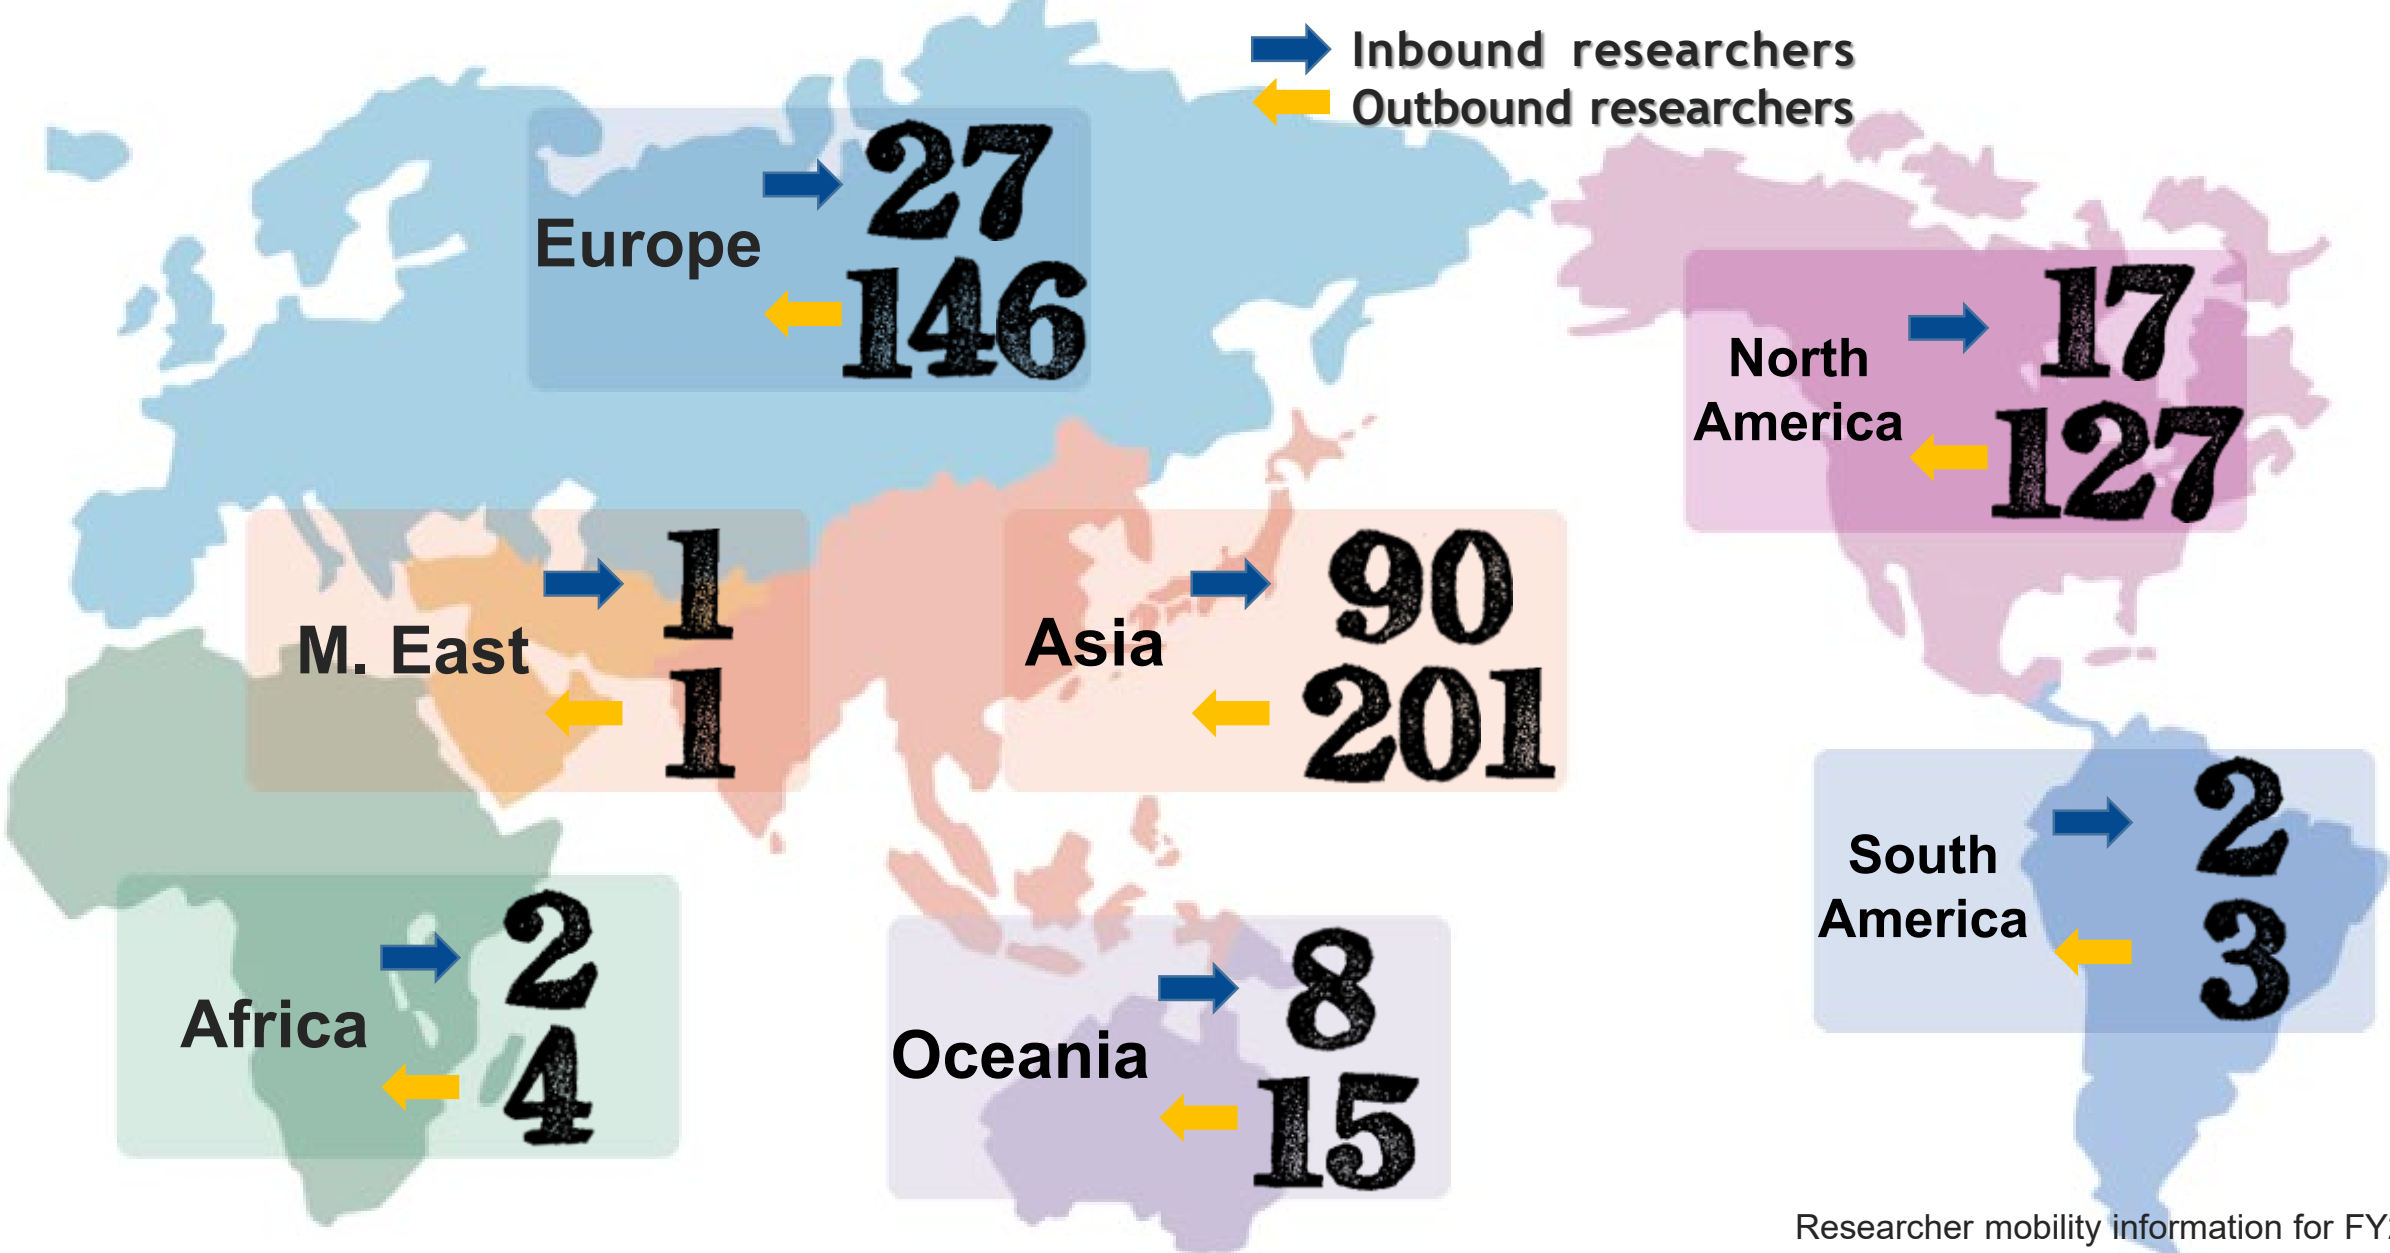 Inbound researchers
Outbound researchers
Europe
27
146
North
America
17
127
M. East
1
1
Asia
90
201
South
America
2
3
Africa
2
4
Oceania
8
15
Researcher mobility information for